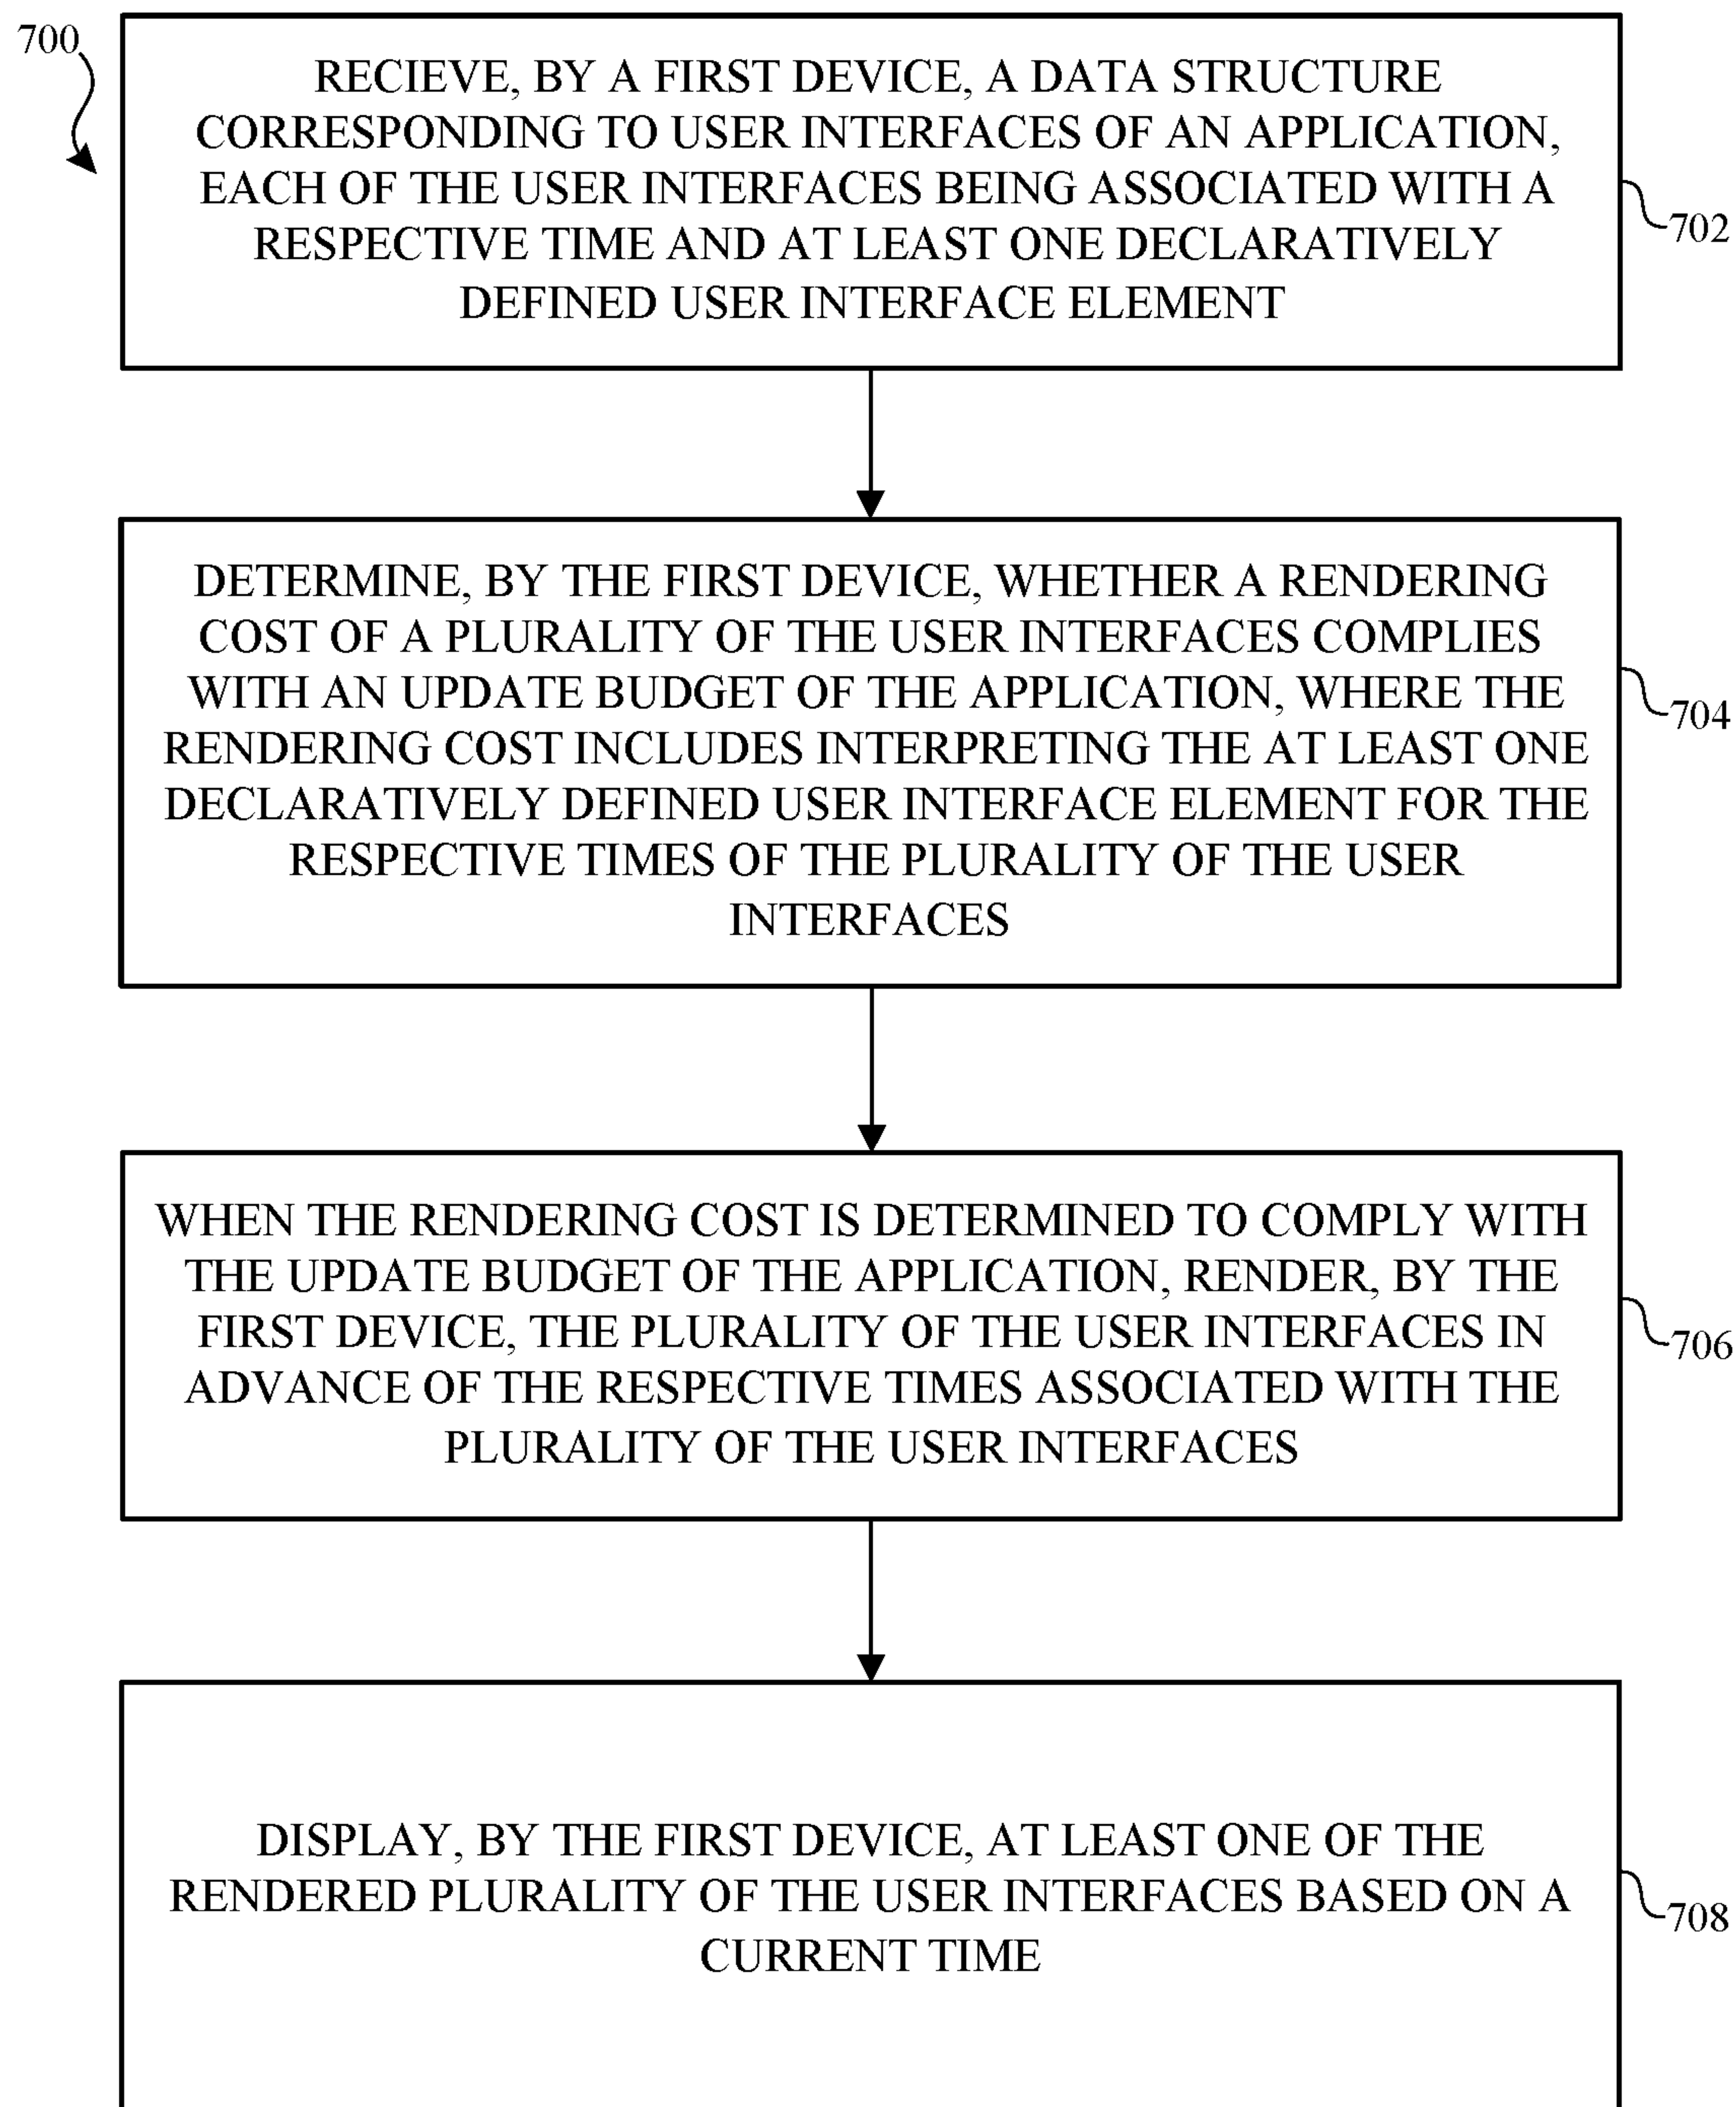 700
RECIEVE, BY A FIRST DEVICE, A DATA STRUCTURE
CORRESPONDING TO USER INTERFACES OF AN APPLICATION,
EACH OF THE USER INTERFACES BEING ASSOCIATED WITH A
RESPECTIVE TIME AND AT LEAST ONE DECLARATIVELY
DEFINED USER INTERFACE ELEMENT
702
DETERMINE, BY THE FIRST DEVICE, WHETHER A RENDERING
COST OF A PLURALITY OF THE USER INTERFACES COMPLIES
WITH AN UPDATE BUDGET OF THE APPLICATION, WHERE THE
RENDERING COST INCLUDES INTERPRETING THE AT LEAST ONE
DECLARATIVELY DEFINED USER INTERFACE ELEMENT FOR THE
RESPECTIVE TIMES OF THE PLURALITY OF THE USER
INTERFACES
704
WHEN THE RENDERING COST IS DETERMINED TO COMPLY WITH
THE UPDATE BUDGET OF THE APPLICATION, RENDER, BY THE
FIRST DEVICE, THE PLURALITY OF THE USER INTERFACES IN
ADVANCE OF THE RESPECTIVE TIMES ASSOCIATED WITH THE
PLURALITY OF THE USER INTERFACES
706
DISPLAY, BY THE FIRST DEVICE, AT LEAST ONE OF THE
RENDERED PLURALITY OF THE USER INTERFACES BASED ON A
CURRENT TIME
708